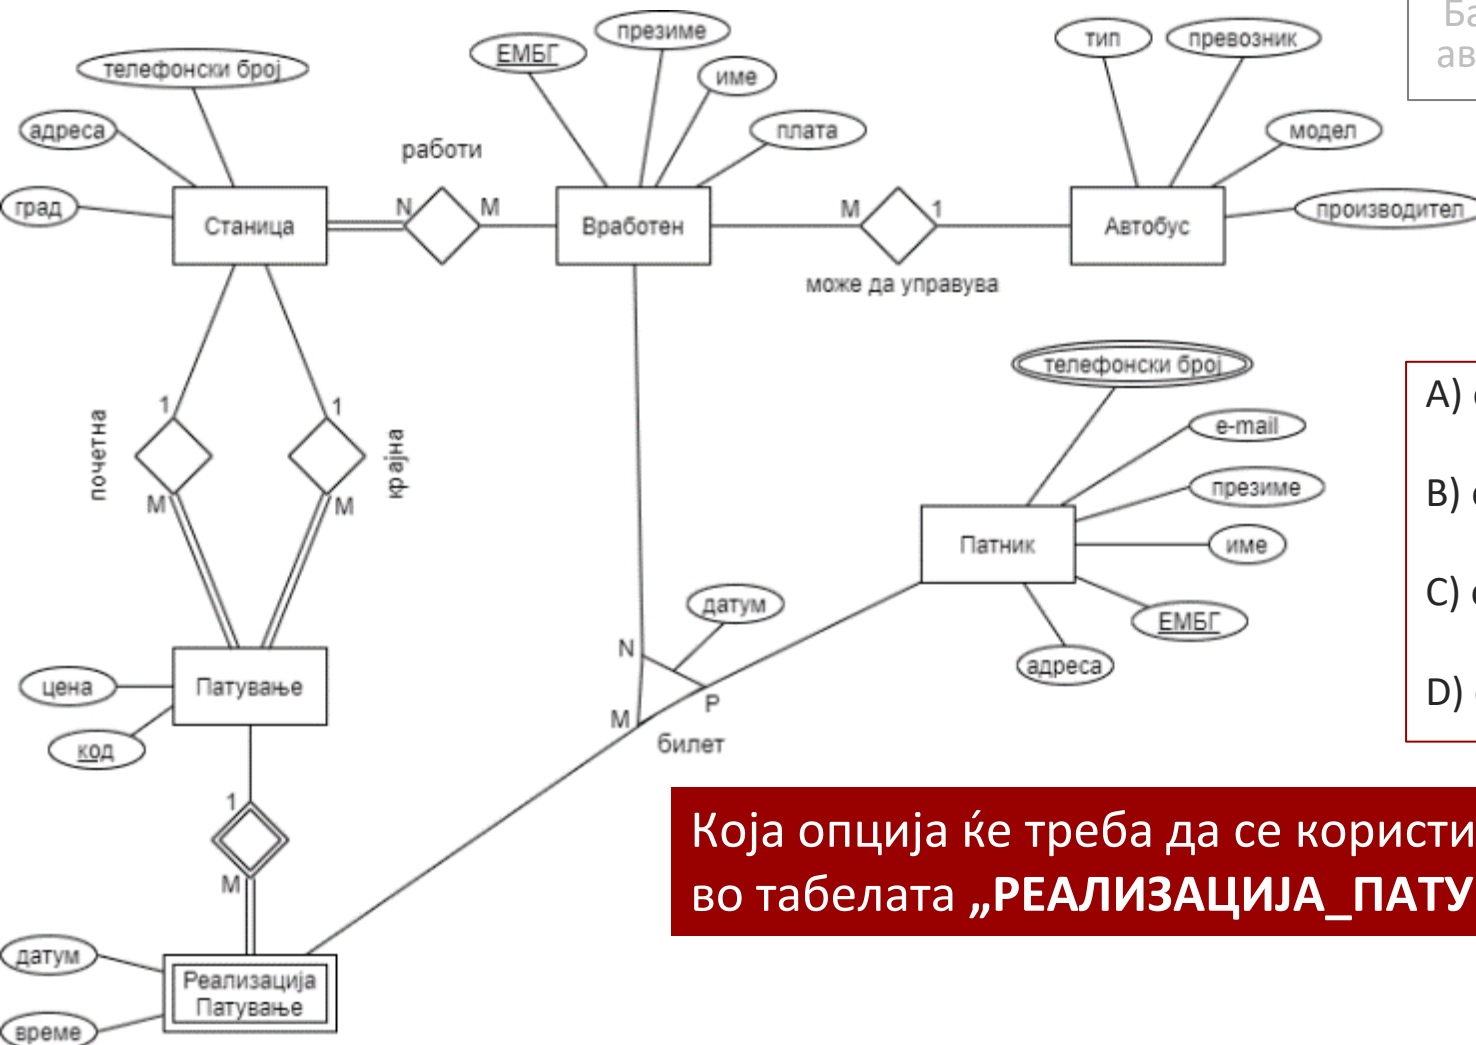 Ба
ав
телефонски број
адреса
град
Станица
работи
N
M
ЕМБГ
презиме
име
плата
Вработен
M
1
може да управува
тип
превозник
модел
производител
Автобус
почетна
1
M
крајна
1
M
Патување
цена
код
1
M
датум
време
Реализација
Патување
N
M
P
билет
датум
Патник
телефонски број
e-mail
презиме
име
ЕМБГ
адреса
A)
B)
C)
D)
Која опција ќе треба да се користи
во табелата „РЕАЛИЗАЦИЈА_ПАТУ